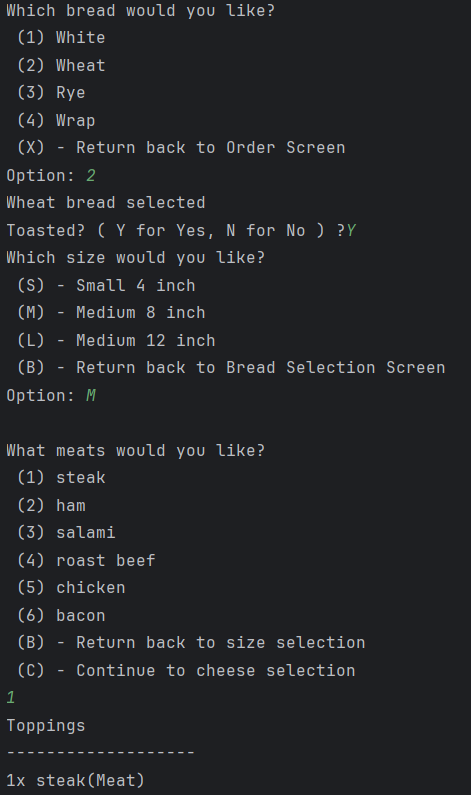 Which bread would you like?
(1) White
(2) Wheat
(3) Rye
(4) Wrap
(X) - Return back to Order Screen
Option: 2
Wheat bread selected
Toasted? ( Y for Yes, N for No ) ?Y
Which size would you like?
(S) - Small 4 inch
(M) - Medium 8 inch
(L) - Medium 12 inch
(B) - Return back to Bread Selection Screen
Option: M
What meats would you like?
(1) steak
(2) ham
(3) salami
(4) roast beef
(5) chicken
(6) bacon
(B) - Return back to size selection
(C) - Continue to cheese selection
1
Toppings
-------------------
1x steak(Meat)